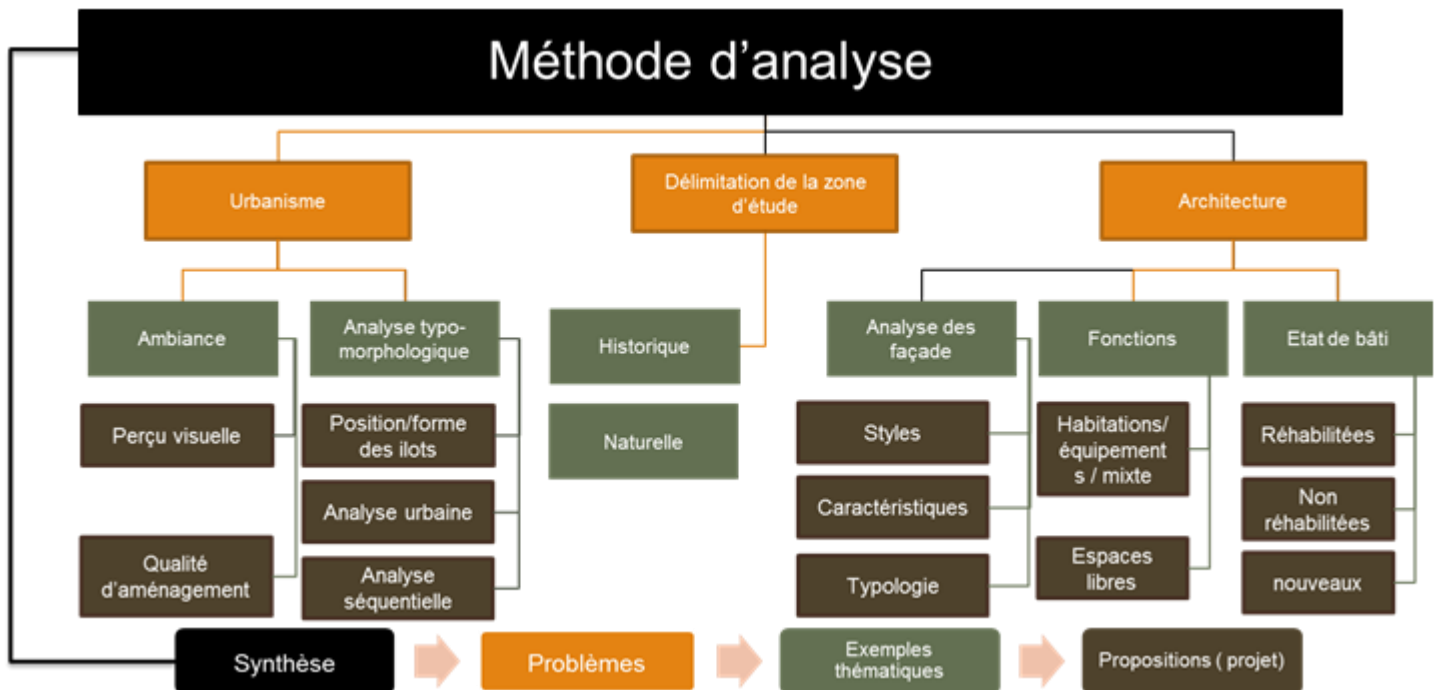 Méthode d'analyse
Urbanisme
Délimitation de la zone
d'étude
Architecture
Ambiance
Analyse typo-
morphologique
Historique
Analyse des
façade
Fonctions
Etat de bâti
Perçu visuelle
Position/forme
des ilots
Naturelle
Styles
Habitations/
équipement
s / mixte
Réhabilitées
Analyse urbaine
Caractéristiques
Non
réhabilitées
Qualité
d'aménagement
Analyse
séquentielle
Typologie
Espaces
libres
nouveaux
Synthèse
Problèmes
Exemples
thématiques
Propositions ( projet)